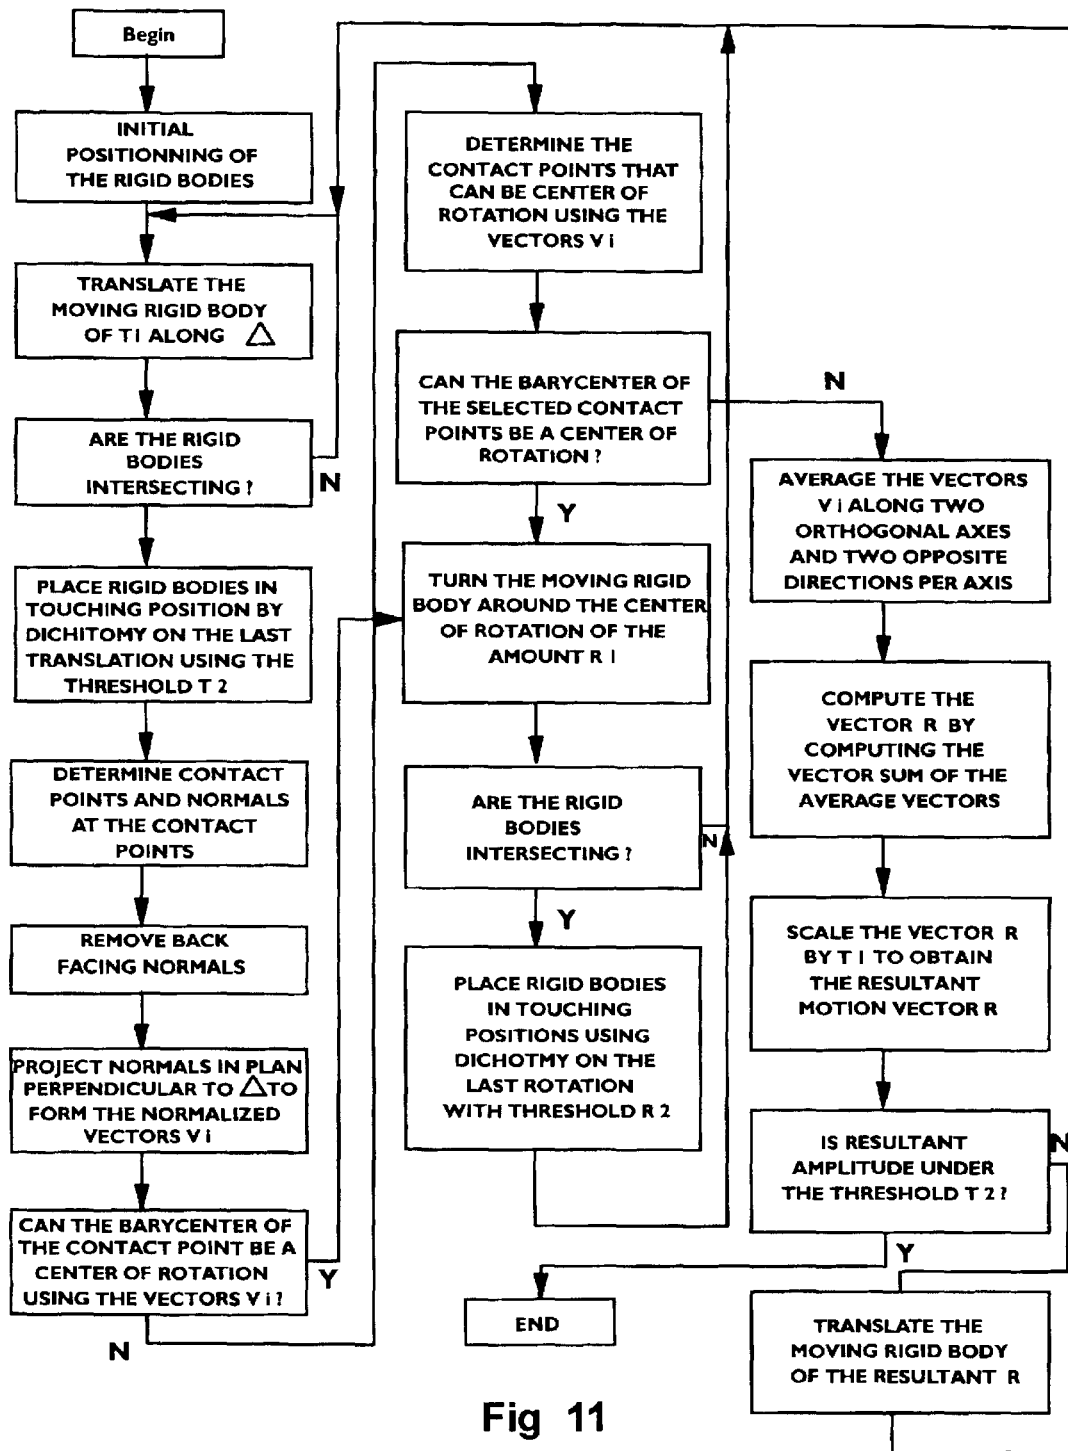 Begin
INITIAL
POSITIONNING OF
THE RIGID BODIES
TRANSLATE THE
MOVING RIGID BODY
OF T1 ALONG △
ARE THE RIGID
BODIES
INTERSECTING ?
N
PLACE RIGID BODIES IN
TOUCHING POSITION BY
DICHITOMY ON THE LAST
TRANSLATION USING THE
THRESHOLD T 2
DETERMINE CONTACT
POINTS AND NORMALS
AT THE CONTACT
POINTS
REMOVE BACK
FACING NORMALS
PROJECT NORMALS IN PLAN
PERPENDICULAR TO △ TO
FORM THE NORMALIZED
VECTORS V i
CAN THE BARYCENTER OF
THE CONTACT POINT BE A
CENTER OF ROTATION
USING THE VECTORS V i ?
Y
N
DETERMINE THE
CONTACT POINTS THAT
CAN BE CENTER OF
ROTATION USING THE
VECTORS V i
CAN THE BARYCENTER OF
THE SELECTED CONTACT
POINTS BE A CENTER OF
ROTATION ?
N
Y
TURN THE MOVING RIGID
BODY AROUND THE CENTER
OF ROTATION OF THE
AMOUNT R 1
ARE THE RIGID
BODIES
INTERSECTING ?
N
Y
PLACE RIGID BODIES
IN TOUCHING
POSITIONS USING
DICHOTMY ON THE
LAST ROTATION
WITH THRESHOLD R 2
AVERAGE THE VECTORS
V i ALONG TWO
ORTHOGONAL AXES
AND TWO OPPOSITE
DIRECTIONS PER AXIS
COMPUTE THE
VECTOR R BY
COMPUTING THE
VECTOR SUM OF THE
AVERAGE VECTORS
SCALE THE VECTOR R
BY T 1 TO OBTAIN
THE RESULTANT
MOTION VECTOR R
IS RESULTANT
AMPLITUDE UNDER
THE THRESHOLD T 2 ?
N
Y
END
TRANSLATE THE
MOVING RIGID BODY
OF THE RESULTANT R
Fig 11